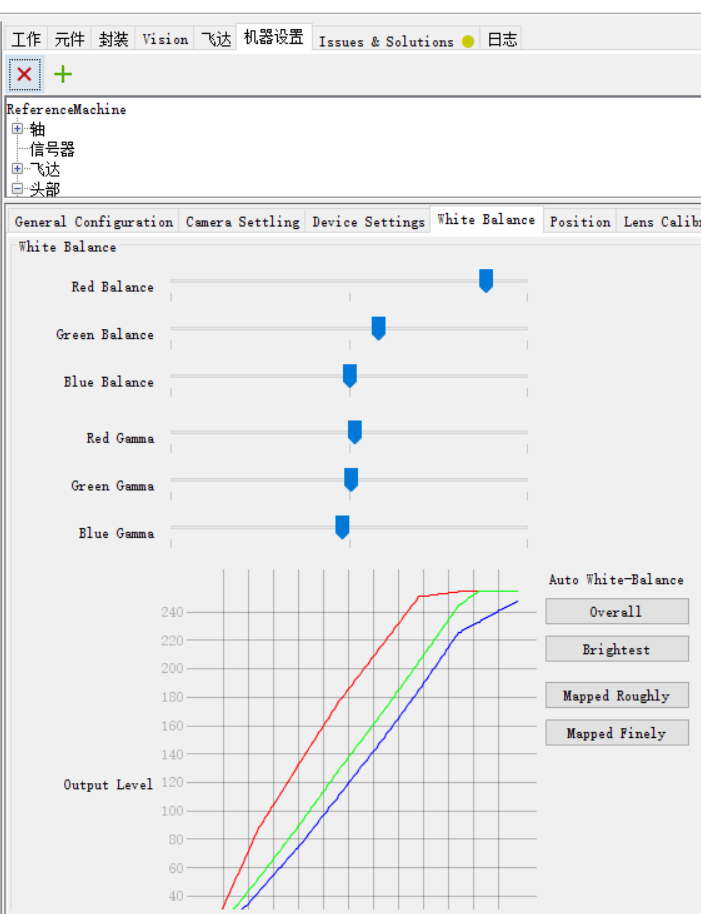 工作 元件 封装 Vision 飞达 机器设置 Issues & Solutions 日志
ReferenceMachine
轴
信号器
飞达
头部
General Configuration Camera Settling Device Settings White Balance Position Lens Calib
White Balance
Red Balance
Green Balance
Blue Balance
Red Gamma
Green Gamma
Blue Gamma
Auto White-Balance
Overall
Brightest
Mapped Roughly
Mapped Finely
Output Level
240
220
200
180
160
140
120
100
80
60
40